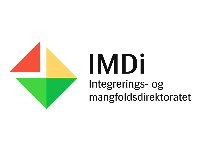 IMDi
Integrerings- og
mangfoldsdirektoratet